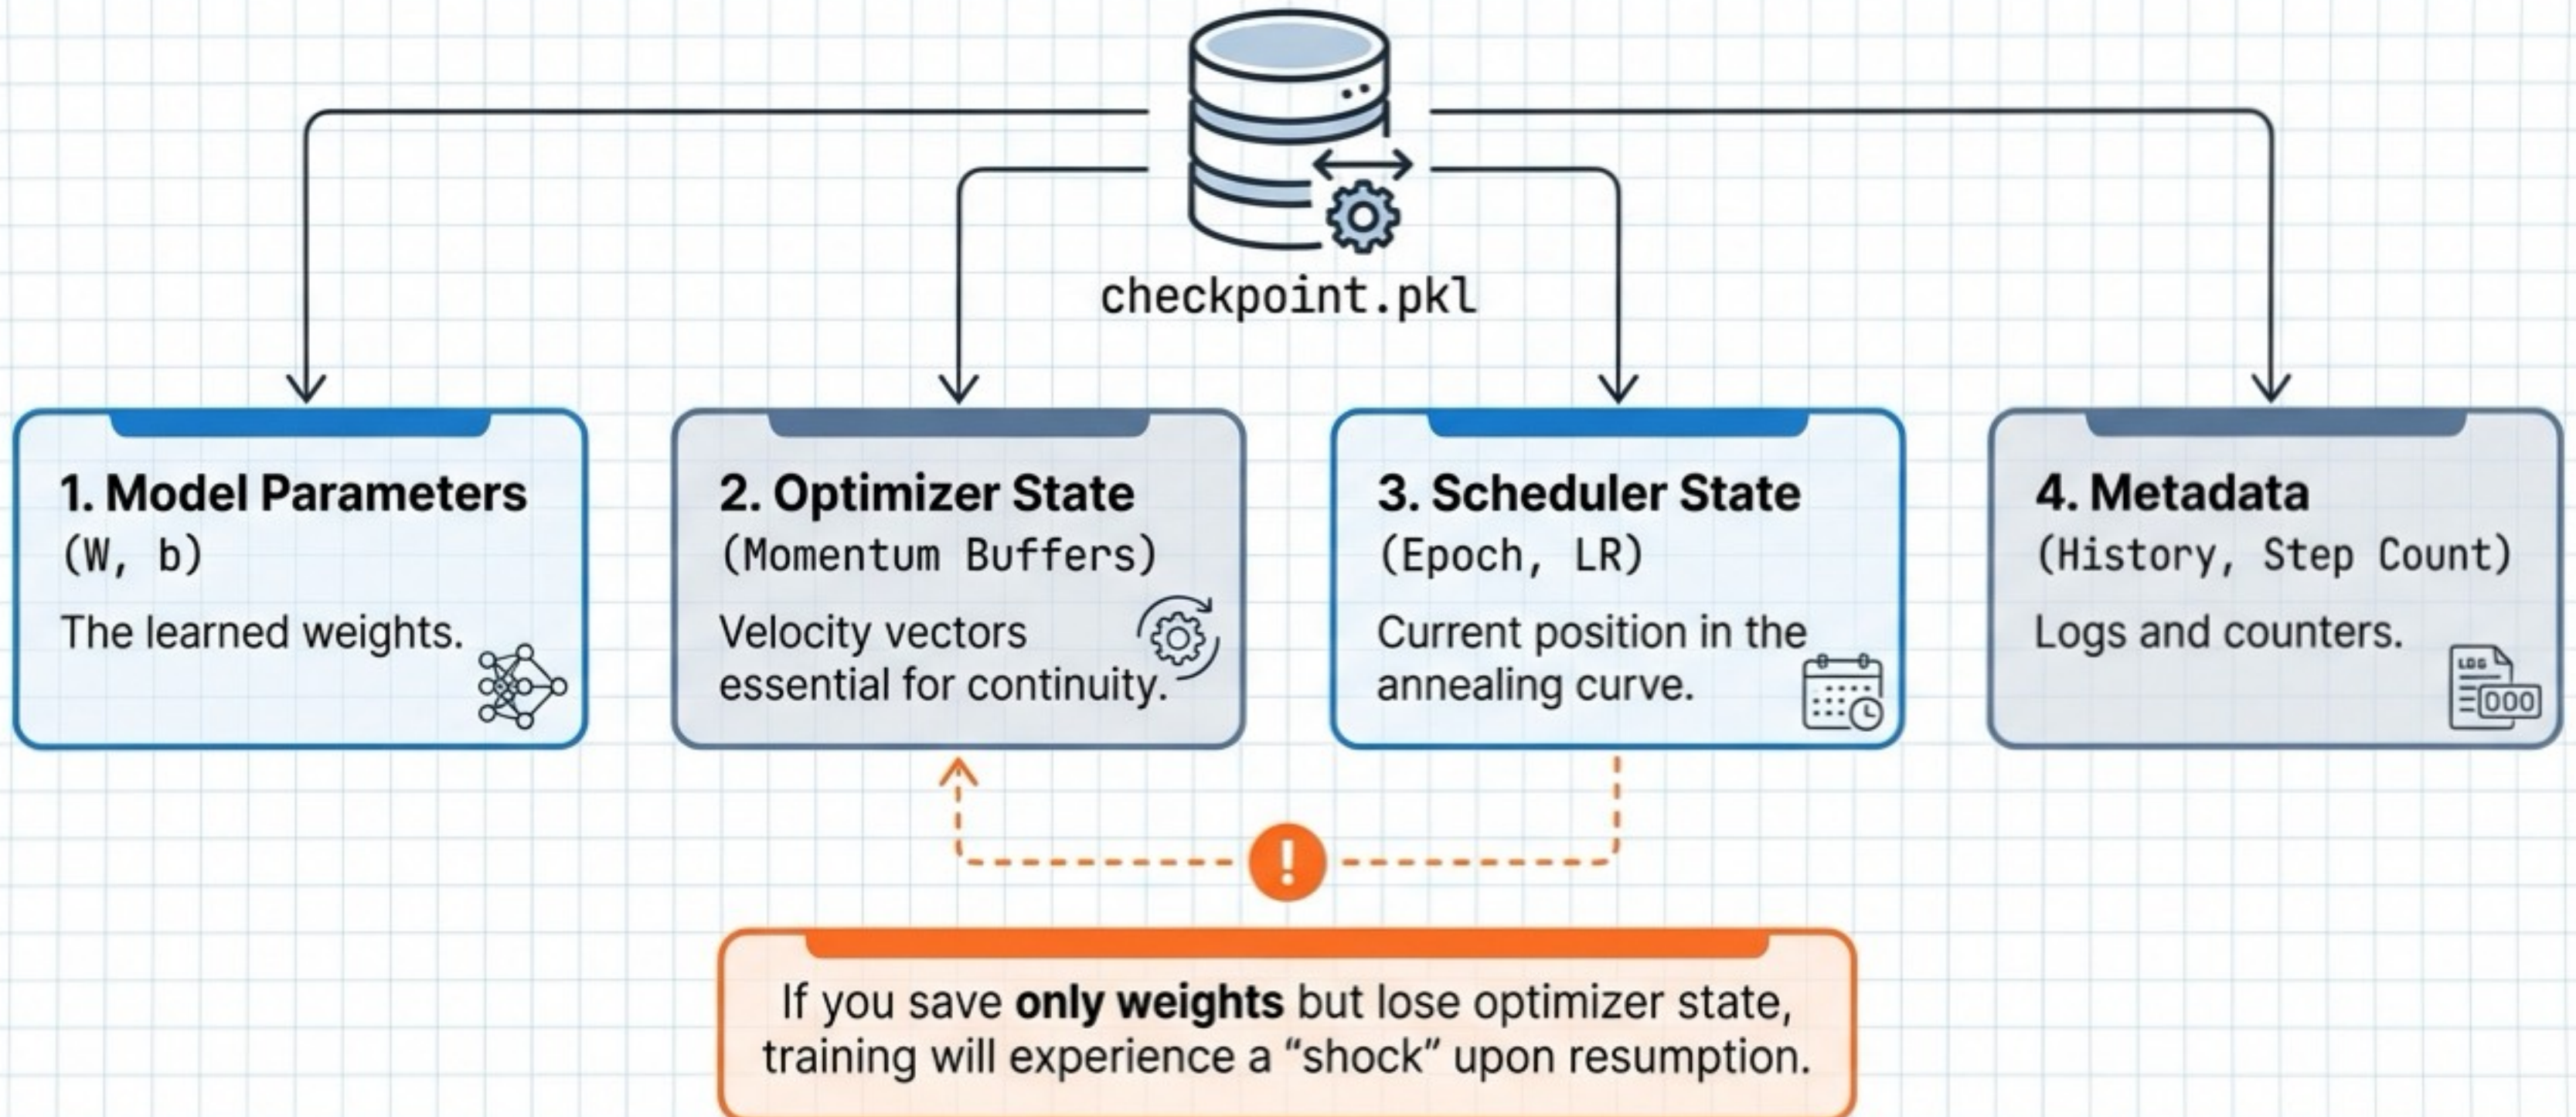 checkpoint.pkl
1. Model Parameters
(W, b)
The learned weights.
2. Optimizer State
(Momentum Buffers)
Velocity vectors
essential for continuity.
3. Scheduler State
(Epoch, LR)
Current position in the
annealing curve.
4. Metadata
(History, Step Count)
Logs and counters.
LOG
000
!
If you save only weights but lose optimizer state,
training will experience a “shock” upon resumption.